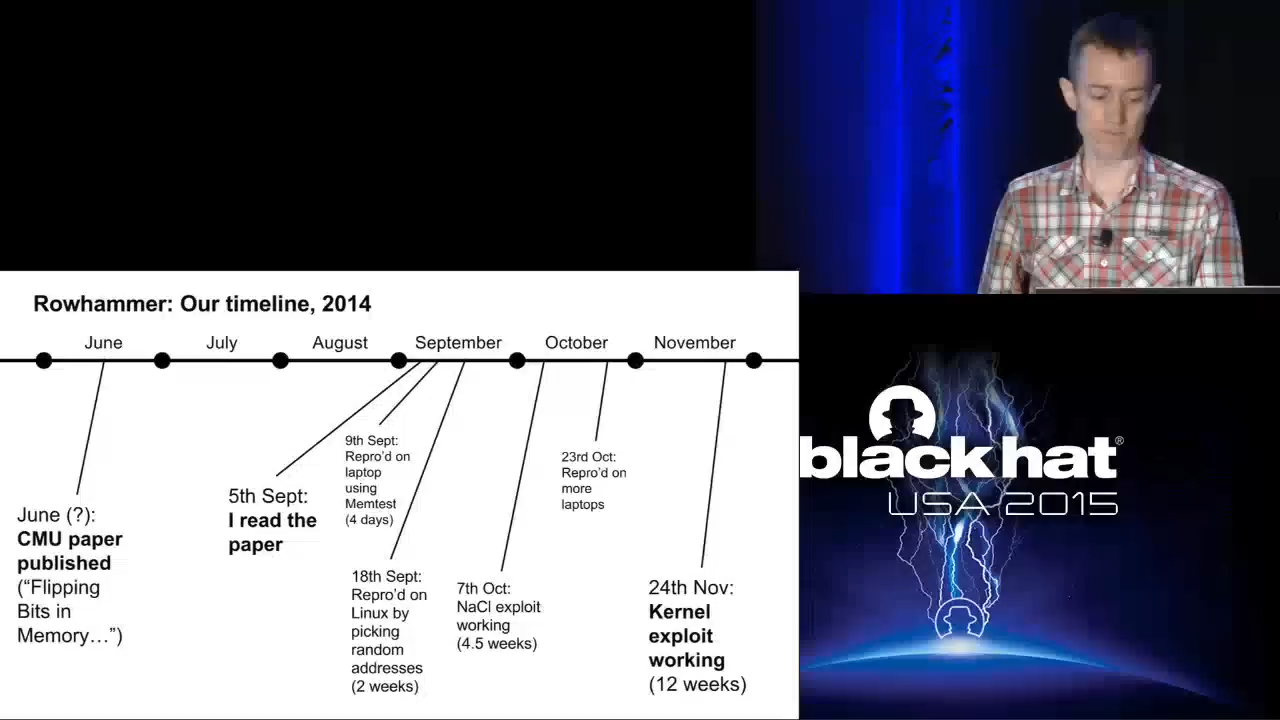 Rowhammer: Our timeline, 2014
June
July
August
September
October
November
June (?):
CMU paper
published
(“Flipping
Bits in
Memory…”)
5th Sept:
I read the
paper
9th Sept:
Repro’d on
laptop
using
Memtest
(4 days)
18th Sept:
Repro’d on
Linux by
picking
random
addresses
(2 weeks)
7th Oct:
NaCl exploit
working
(4.5 weeks)
23rd Oct:
Repro’d on
more
laptops
24th Nov:
Kernel
exploit
working
(12 weeks)
black hat®
USA 2015